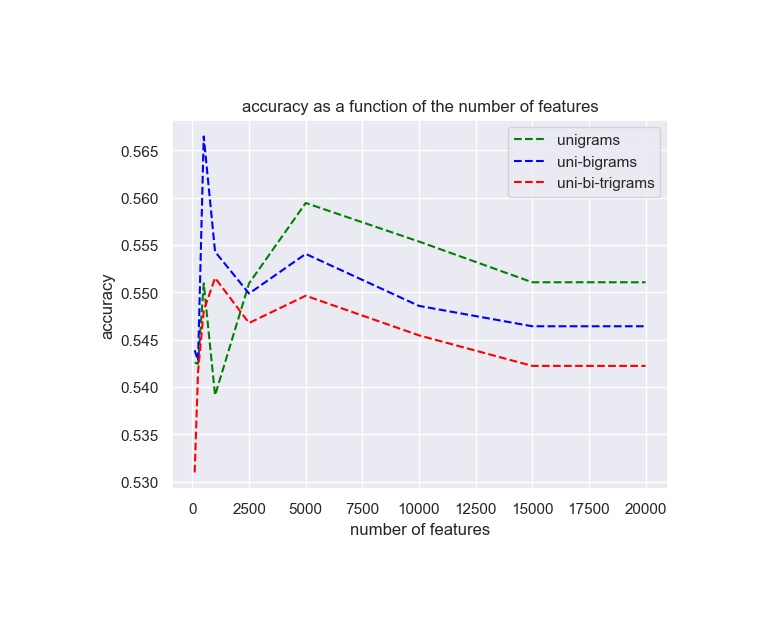 accuracy as a function of the number of features
unigrams
uni-bigrams
uni-bi-trigrams
accuracy
0.565
0.560
0.555
0.550
0.545
0.540
0.535
0.530
0 2500 5000 7500 10000 12500 15000 17500 20000
number of features